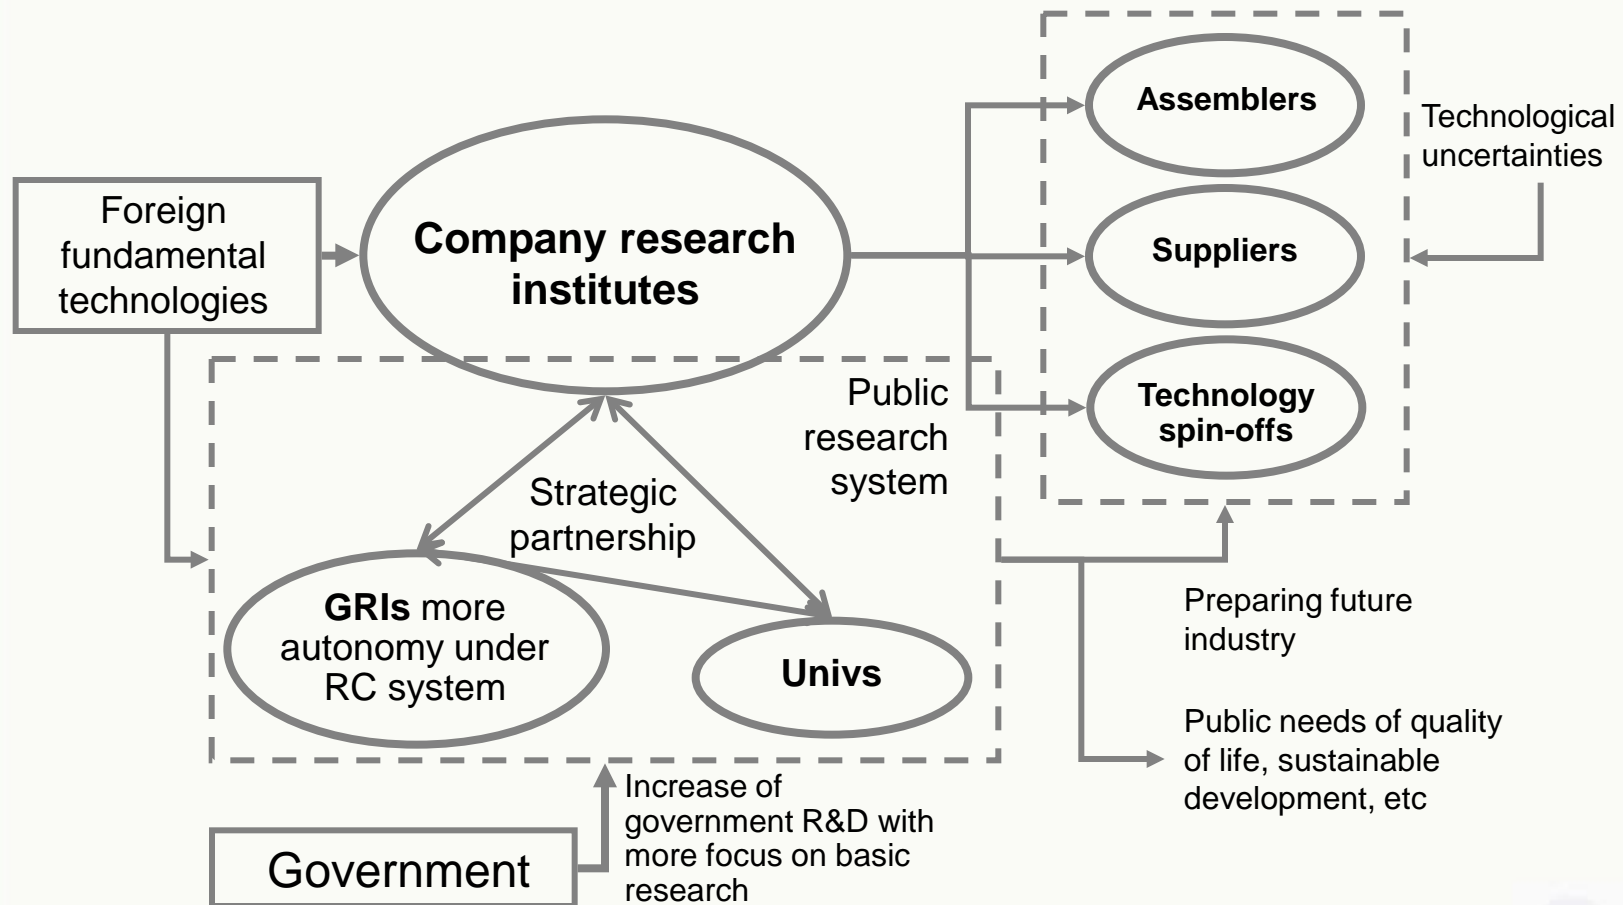 Foreign
fundamental
technologies
Company research
institutes
Assemblers
Suppliers
Technology
spin-offs
Technological
uncertainties
Public
research
system
Strategic
partnership
GRIs more
autonomy under
RC system
Univs
Preparing future
industry
Public needs of quality
of life, sustainable
development, etc
Government
Increase of
government R&D with
more focus on basic
research